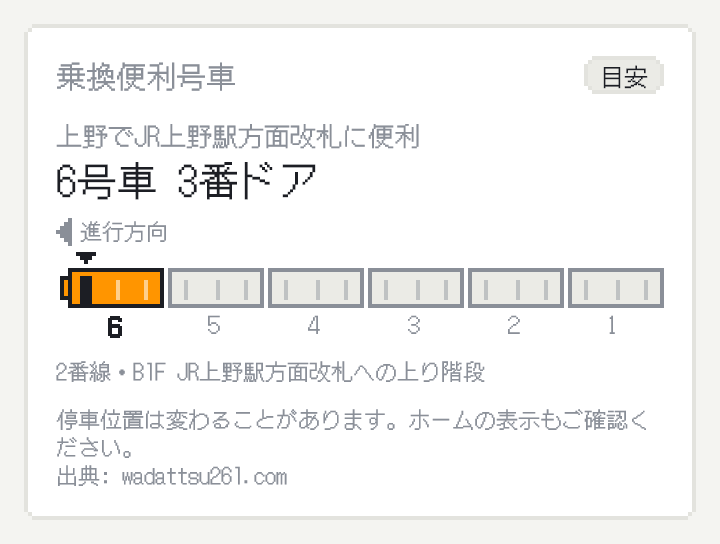 乗換便利号車
目安
上野でJR上野駅方面改札に便利
6号車 3番ドア
進行方向
6 5 4 3 2 1
2番線・B1F JR上野駅方面改札への上り階段
停車位置は変わることがあります。ホームの表示もご確認く
ださい。
出典: wadattsu261.com